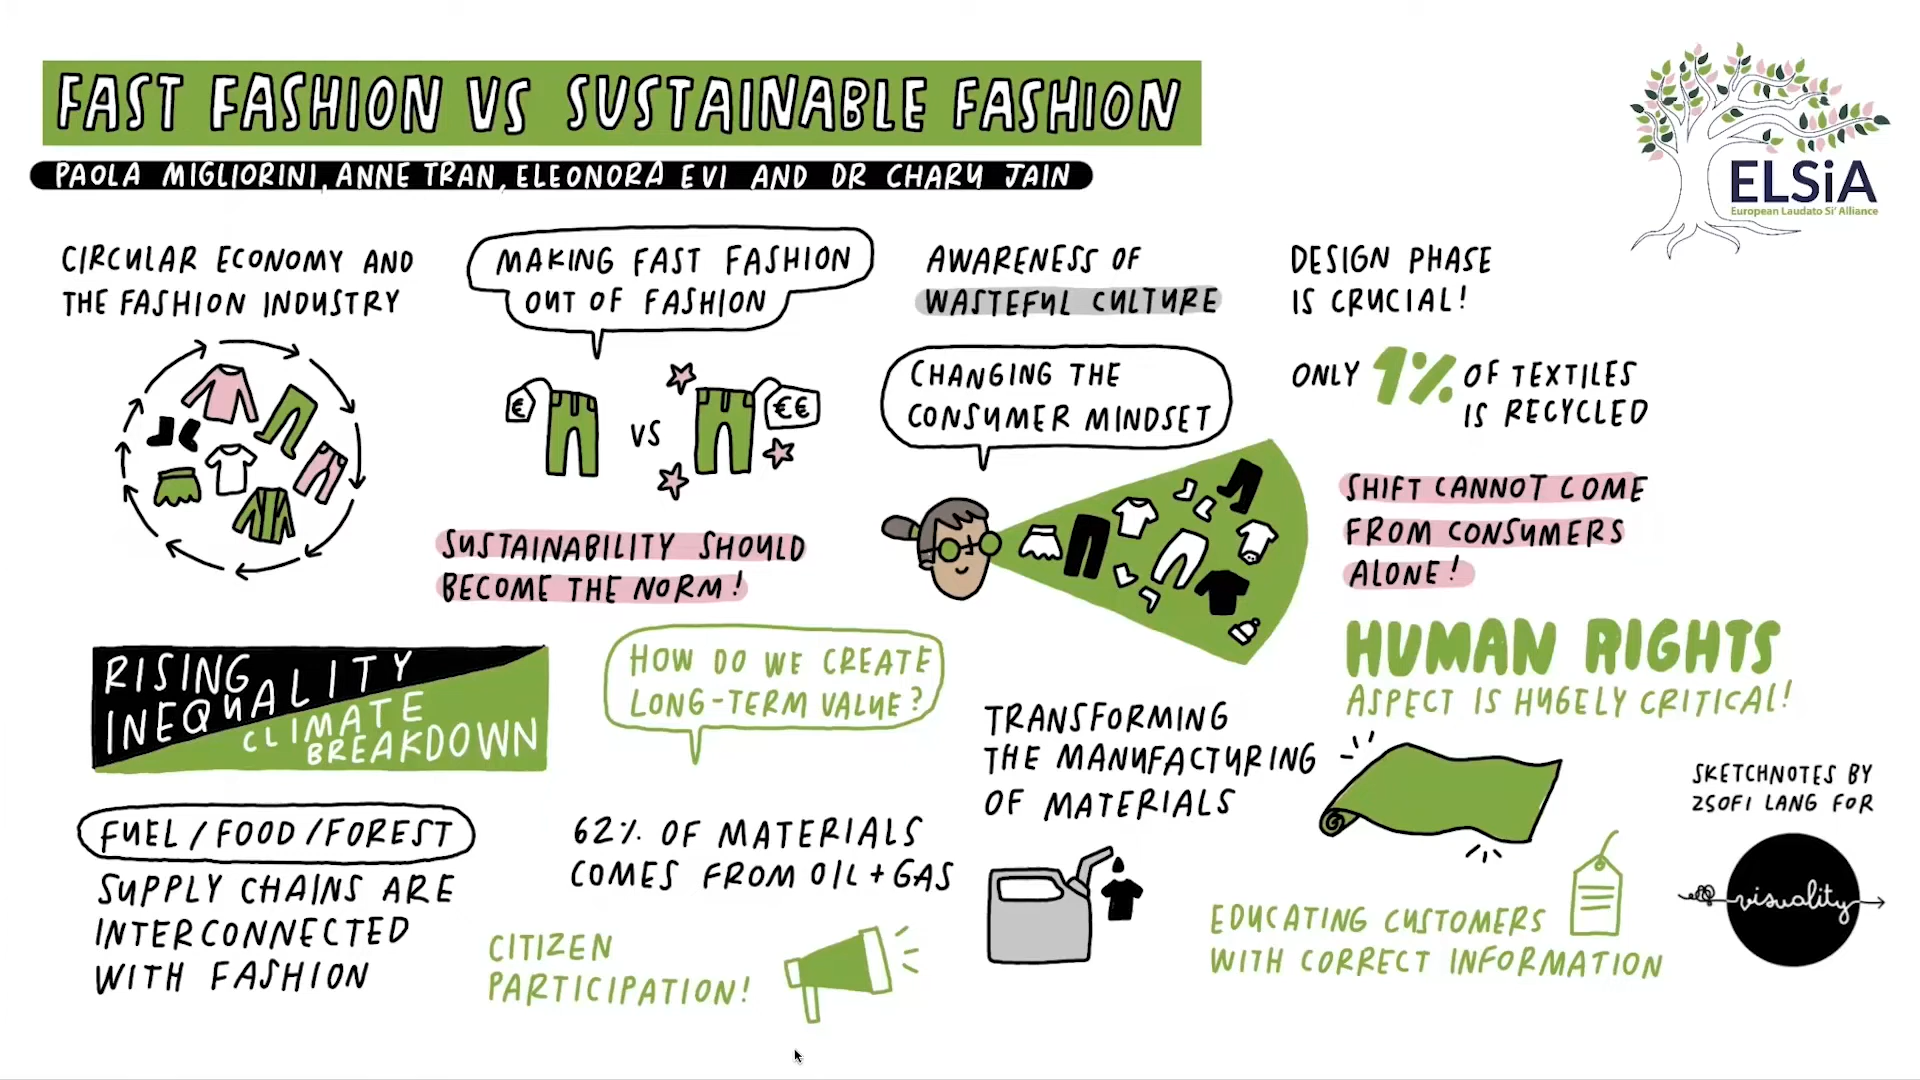 FAST FASHION VS SUSTAINABLE FASHION
PAOLA MIGLIORINI, ANNE TRAN, ELEONORA EVI AND DR CHARU JAIN
ELSiA
European Laudato Si' Alliance
CIRCULAR ECONOMY AND
THE FASHION INDUSTRY
MAKING FAST FASHION
OUT OF FASHION
€
VS
€€
SUSTAINABILITY SHOULD
BECOME THE NORM!
AWARENESS OF
WASTEFUL CULTURE
CHANGING THE
CONSUMER MINDSET
DESIGN PHASE
IS CRUCIAL!
ONLY 1% OF TEXTILES
IS RECYCLED
SHIFT CANNOT COME
FROM CONSUMERS
ALONE!
RISING
INEQUALITY
CLIMATE
BREAKDOWN
HOW DO WE CREATE
LONG-TERM VALUE?
HUMAN RIGHTS
ASPECT IS HUGELY CRITICAL!
TRANSFORMING
THE MANUFACTURING
OF MATERIALS
FUEL / FOOD / FOREST
SUPPLY CHAINS ARE
INTERCONNECTED
WITH FASHION
62% OF MATERIALS
COMES FROM OIL + GAS
CITIZEN
PARTICIPATION!
EDUCATING CUSTOMERS
WITH CORRECT INFORMATION
SKETCHNOTES BY
ZSOFI LANG FOR
visuality